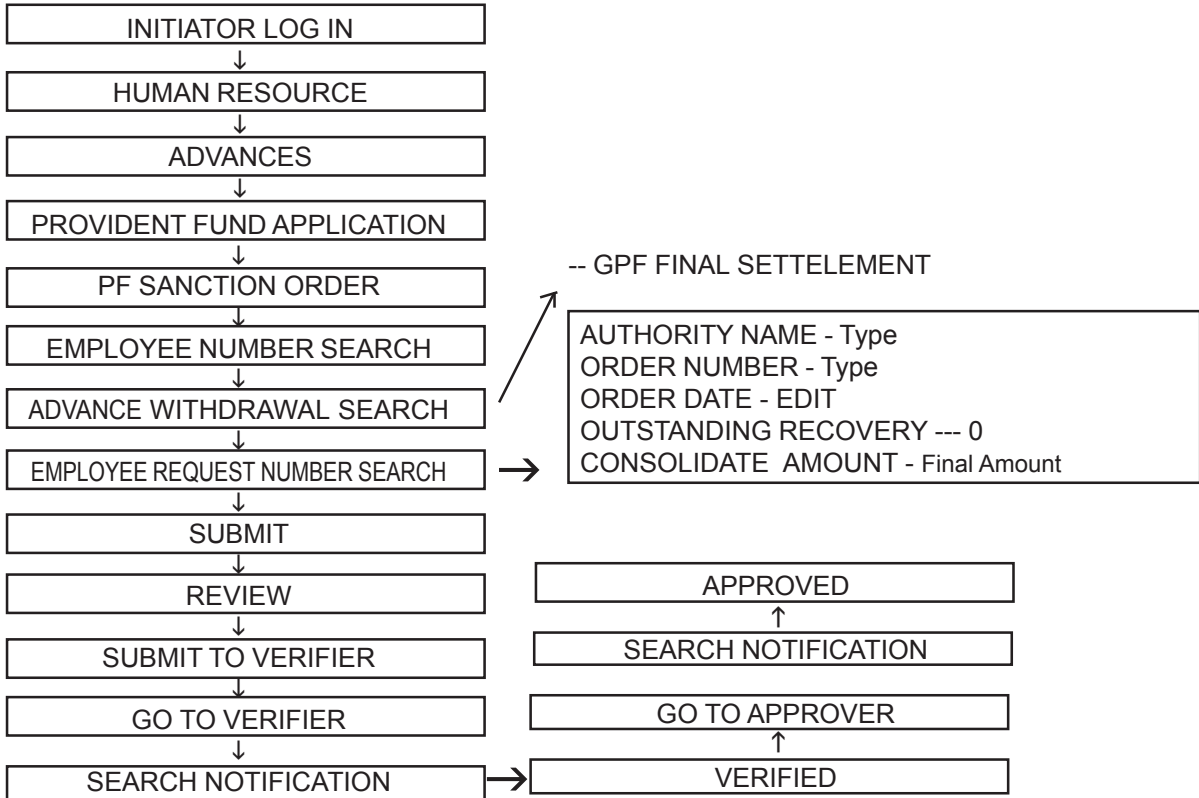 INITIATOR LOG IN
HUMAN RESOURCE
ADVANCES
PROVIDENT FUND APPLICATION
PF SANCTION ORDER
EMPLOYEE NUMBER SEARCH
ADVANCE WITHDRAWAL SEARCH
-- GPF FINAL SETTELEMENT
EMPLOYEE REQUEST NUMBER SEARCH
AUTHORITY NAME - Type
ORDER NUMBER - Type
ORDER DATE - EDIT
OUTSTANDING RECOVERY --- 0
CONSOLIDATE AMOUNT - Final Amount
SUBMIT
REVIEW
SUBMIT TO VERIFIER
GO TO VERIFIER
SEARCH NOTIFICATION
VERIFIED
GO TO APPROVER
SEARCH NOTIFICATION
APPROVED